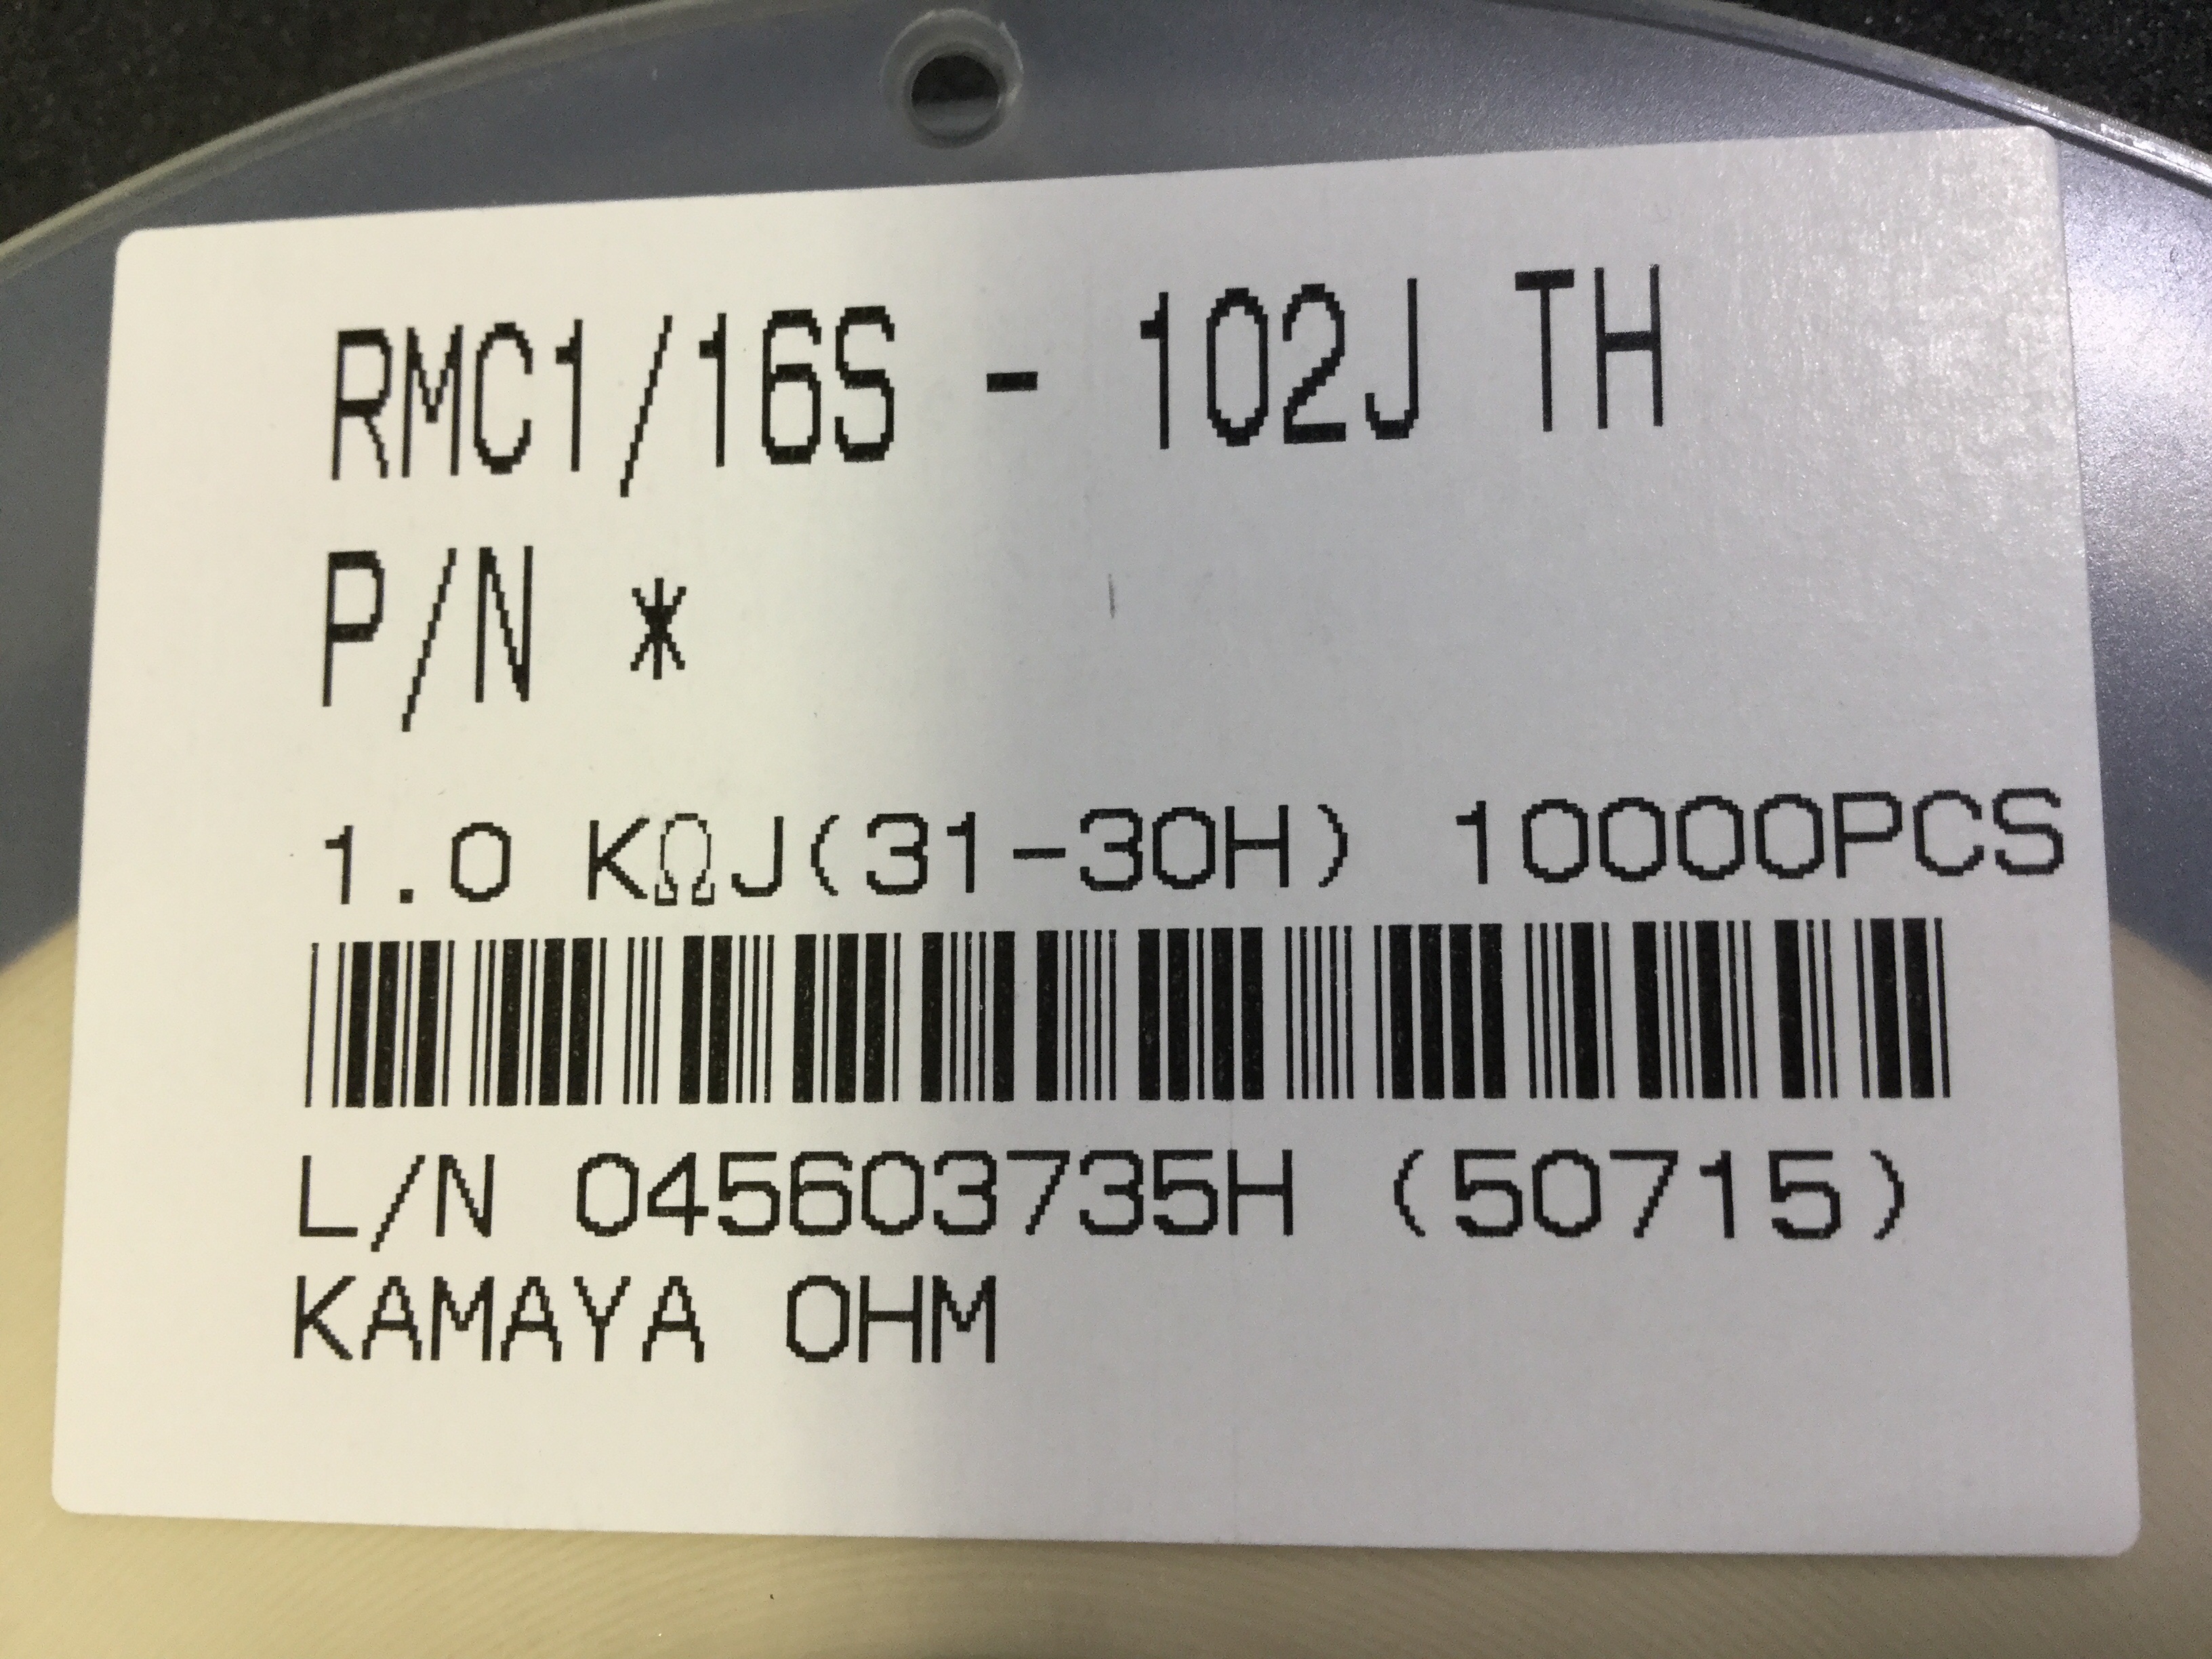 RMC1/16S - 102J TH
P/N *
1.0 KΩJ(31-30H) 10000PCS
L/N 045603735H (50715)
KAMAYA OHM